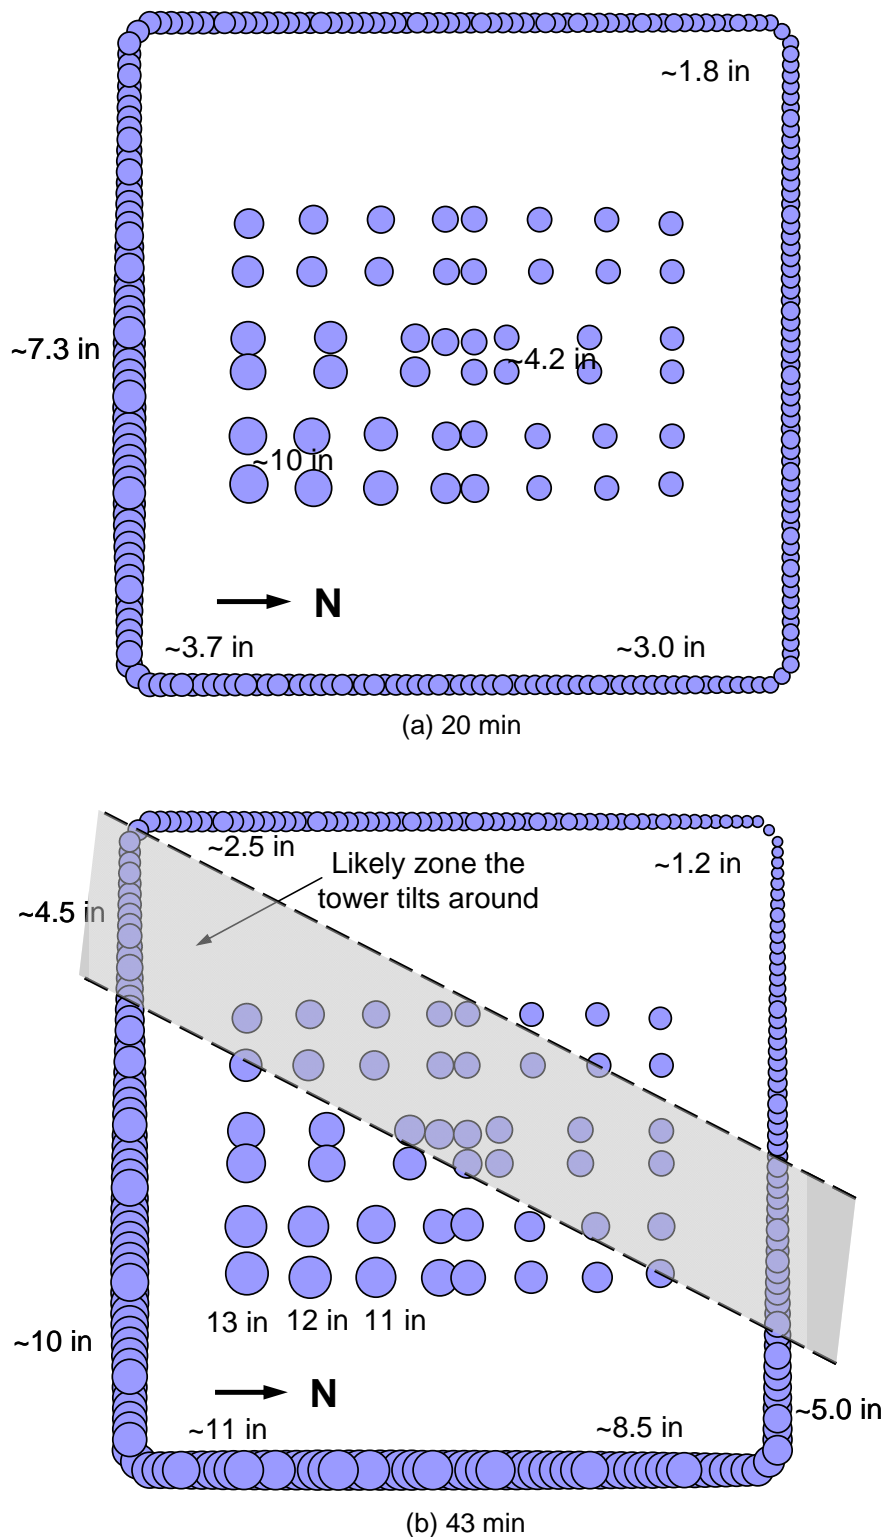 ~1.8 in
~7.3 in
~4.2 in
~10 in
N
~3.7 in
~3.0 in
(a) 20 min
~2.5 in
Likely zone the
tower tilts around
~1.2 in
~4.5 in
13 in
12 in
11 in
~10 in
N
~11 in
~8.5 in
~5.0 in
(b) 43 min